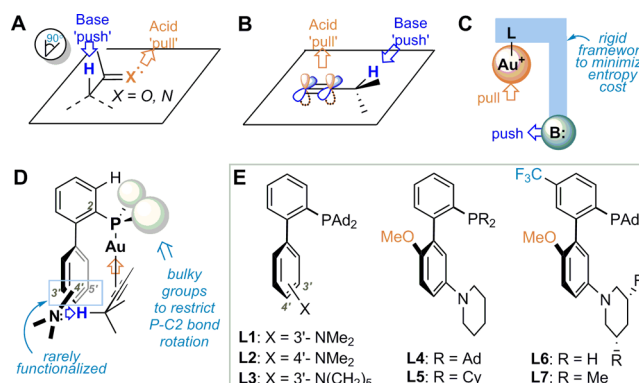 A
90°
Base
'push'
H
Acid
'pull'
X
X = O, N
B
Acid
'pull'
Base
'push'
H
C
L
Au+
pull
push
B:
rigid
framewor
to minimiz
entropy
cost
D
H
2
P
Au
3'
4'
5'
N
H
rarely
functionalized
bulky
groups
to restrict
P-C2 bond
rotation
E
PAd2
3'
4'
X
L1: X = 3'- NMe2
L2: X = 4'- NMe2
L3: X = 3'- N(CH2)5
PR2
MeO
N
L4: R = Ad
L5: R = Cy
F3C
PAd
MeO
N
R
R
L6: R = H
L7: R = Me